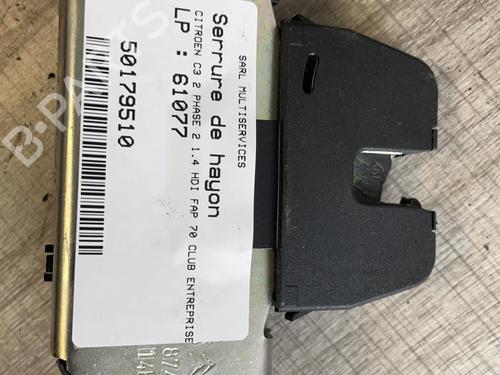 SARL MULTISERVICES
Serrure de hayon
CITROEN C3 2 PHASE 2 1.4 HDI FAP 70 CLUB ENTREPRISE
LP : 61077
50179510
B-PARTS